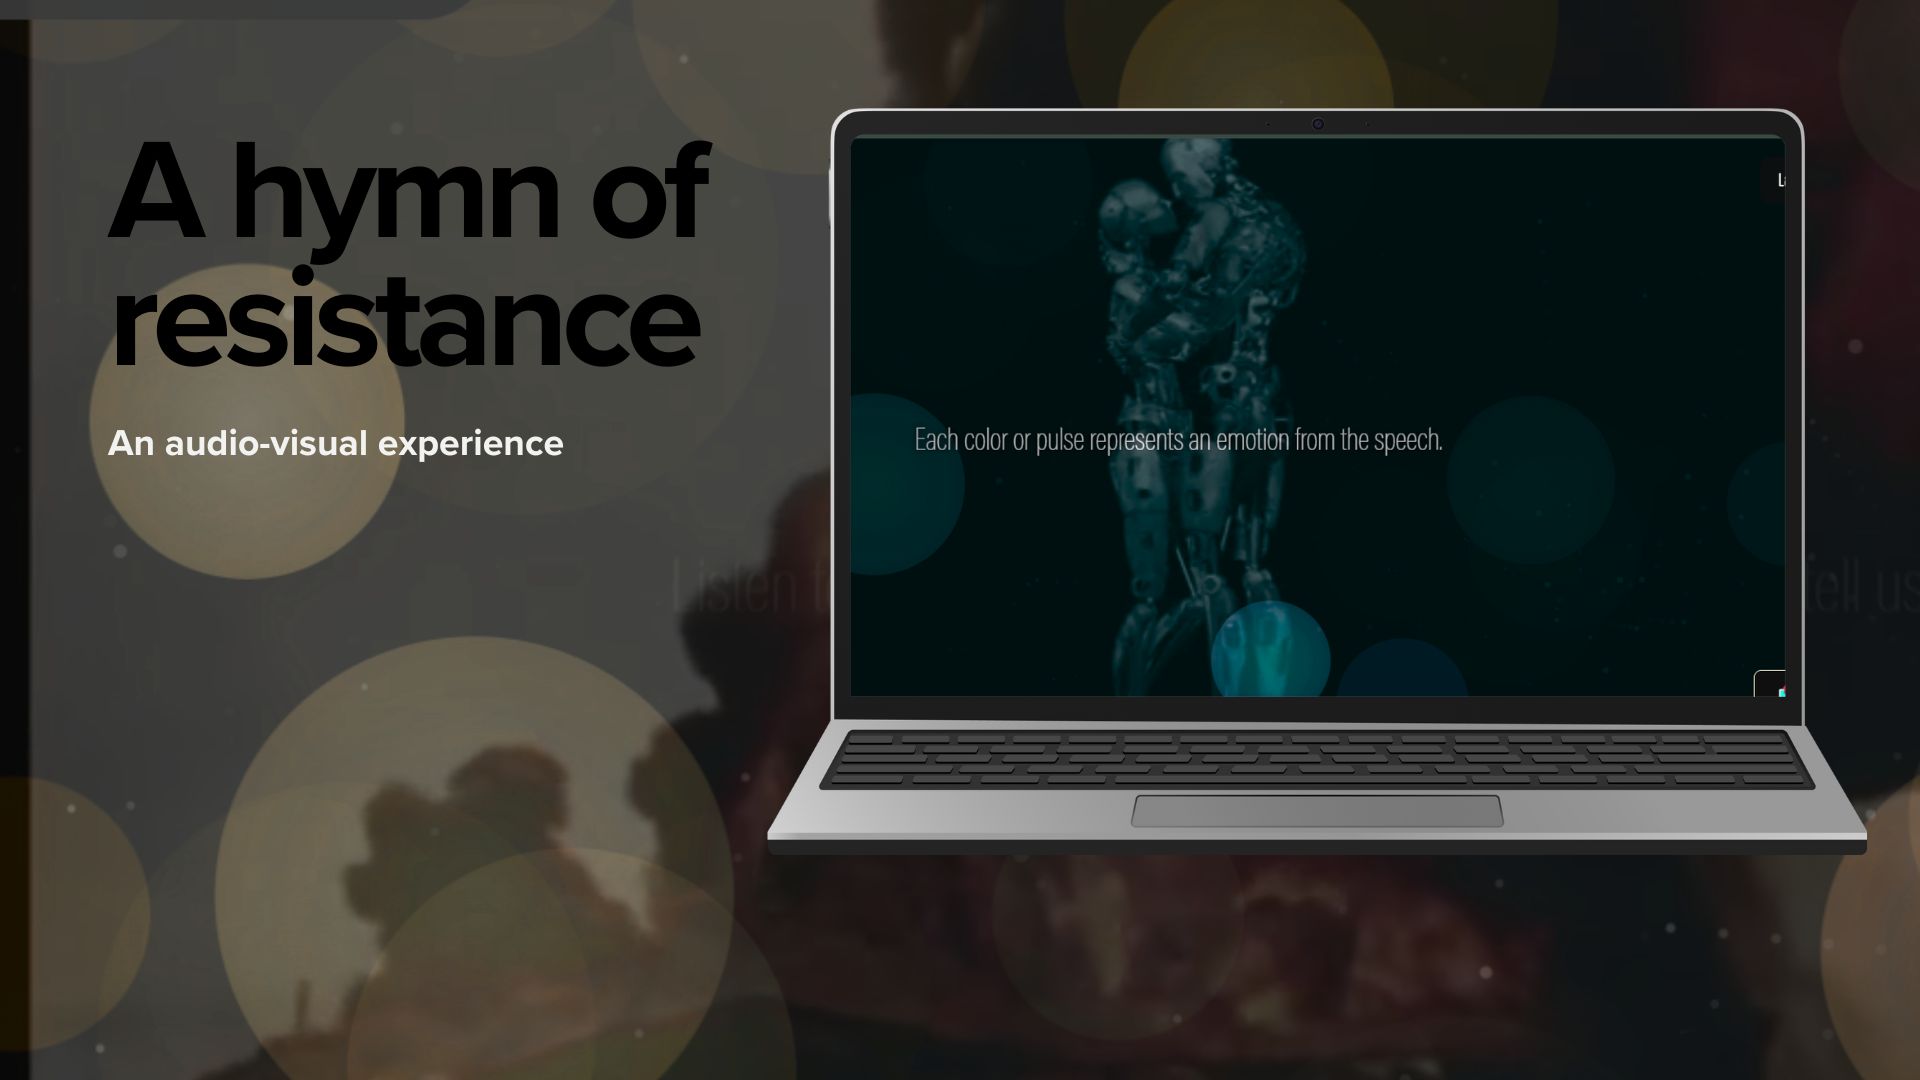 A hymn of
resistance
An audio-visual experience
Each color or pulse represents an emotion from the speech.
Listen
tell us